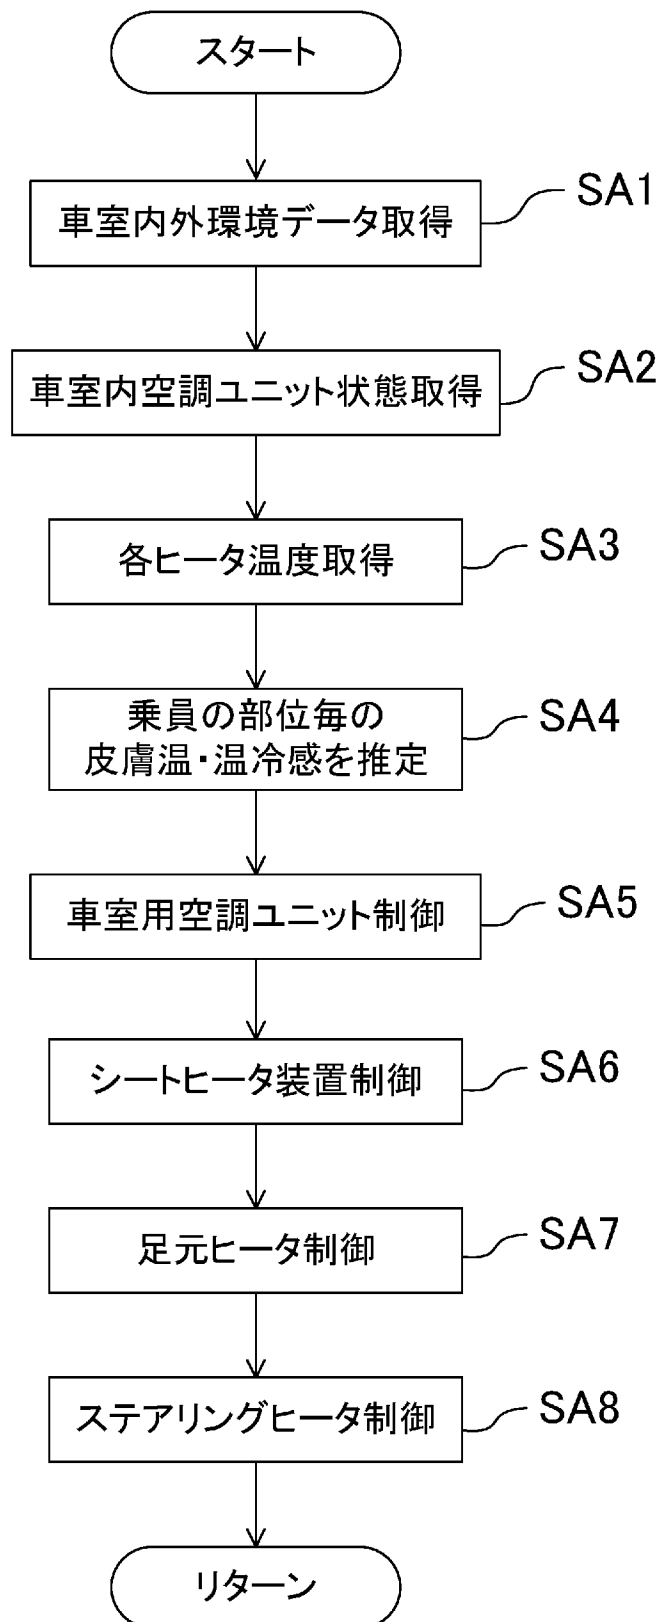 スタート
車室内外環境データ取得
SA1
車室内空調ユニット状態取得
SA2
各ヒータ温度取得
SA3
乗員の部位毎の
皮膚温・温冷感を推定
SA4
車室用空調ユニット制御
SA5
シートヒータ装置制御
SA6
足元ヒータ制御
SA7
ステアリングヒータ制御
SA8
リターン